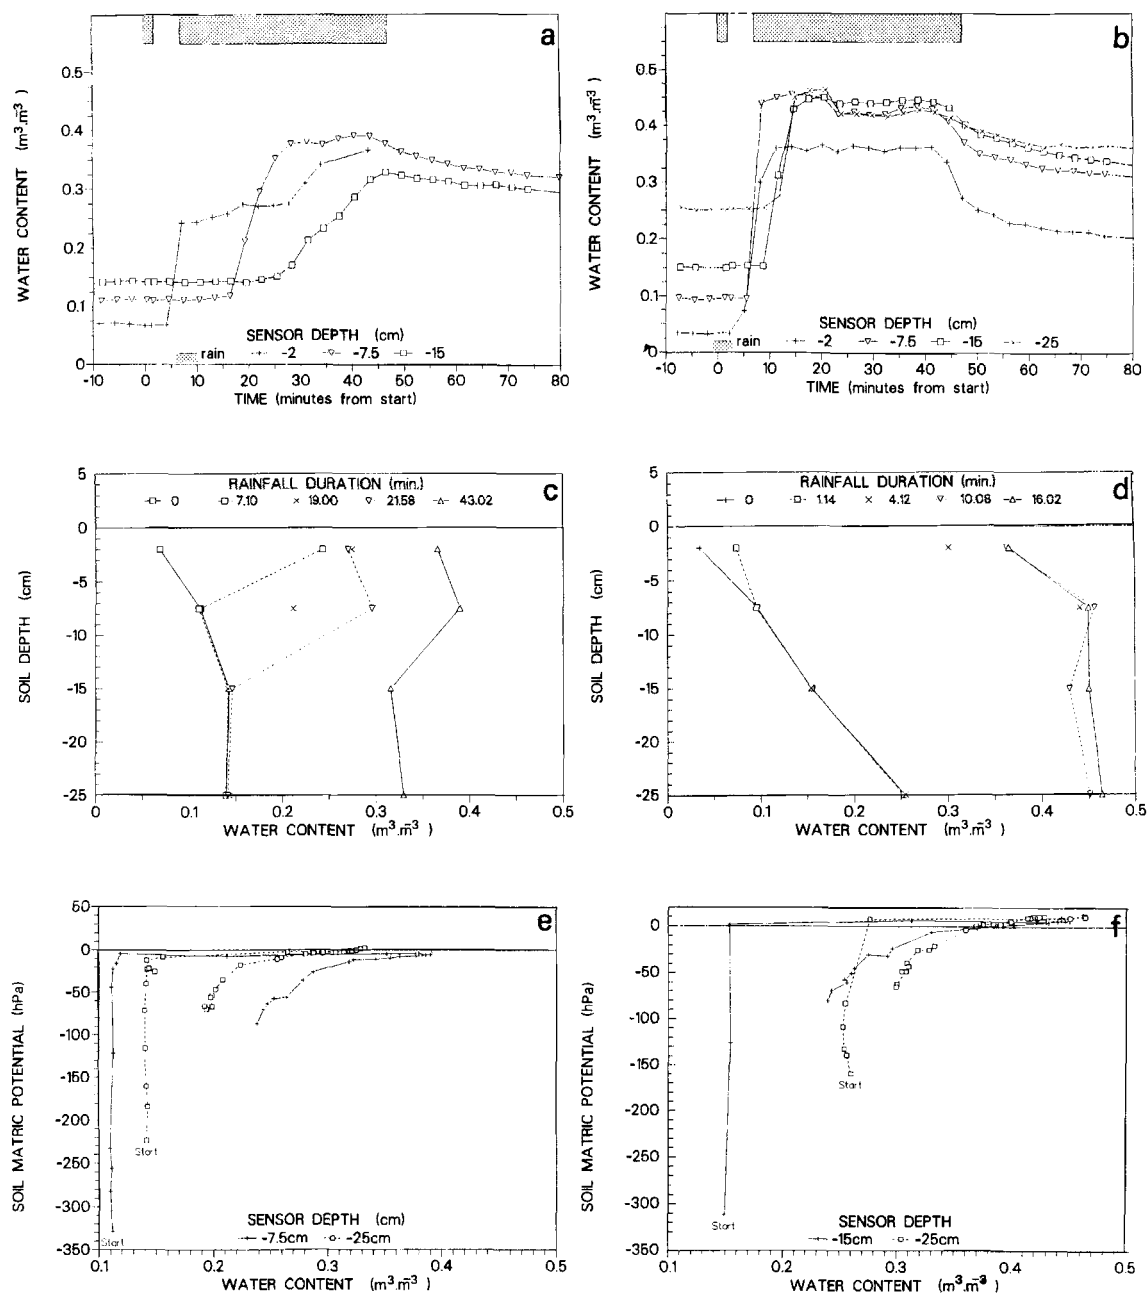 a
WATER CONTENT (m³.m̄³)
0.5
0.4
0.3
0.2
0.1
0
SENSOR DEPTH (cm)
rain -2 -7.5 -15
-10 0 10 20 30 40 50 60 70 80
TIME (minutes from start)
b
WATER CONTENT (m³.m̄³)
0.5
0.4
0.3
0.2
0.1
0
SENSOR DEPTH (cm)
rain -2 -7.5 -15 -25
-10 0 10 20 30 40 50 60 70 80
TIME (minutes from start)
c
RAINFALL DURATION (min.)
0 7.10 19.00 21.58 43.02
SOIL DEPTH (cm)
5
0
-5
-10
-15
-20
-25
0 0.1 0.2 0.3 0.4 0.5
WATER CONTENT (m³.m̄³)
d
RAINFALL DURATION (min.)
0 1.14 4.12 10.08 16.02
SOIL DEPTH (cm)
5
0
-5
-10
-15
-20
-25
0 0.1 0.2 0.3 0.4 0.5
WATER CONTENT (m³.m̄³)
e
SOIL MATRIC POTENTIAL (hPa)
50
0
-50
-100
-150
-200
-250
-300
-350
Start
Start
SENSOR DEPTH (cm)
-7.5cm -25cm
0.1 0.2 0.3 0.4 0.5
WATER CONTENT (m³.m̄³)
f
SOIL MATRIC POTENTIAL (hPa)
0
-50
-100
-150
-200
-250
-300
-350
Start
Start
SENSOR DEPTH
-15cm -25cm
0.1 0.2 0.3 0.4 0.5
WATER CONTENT (m³.m̄³)